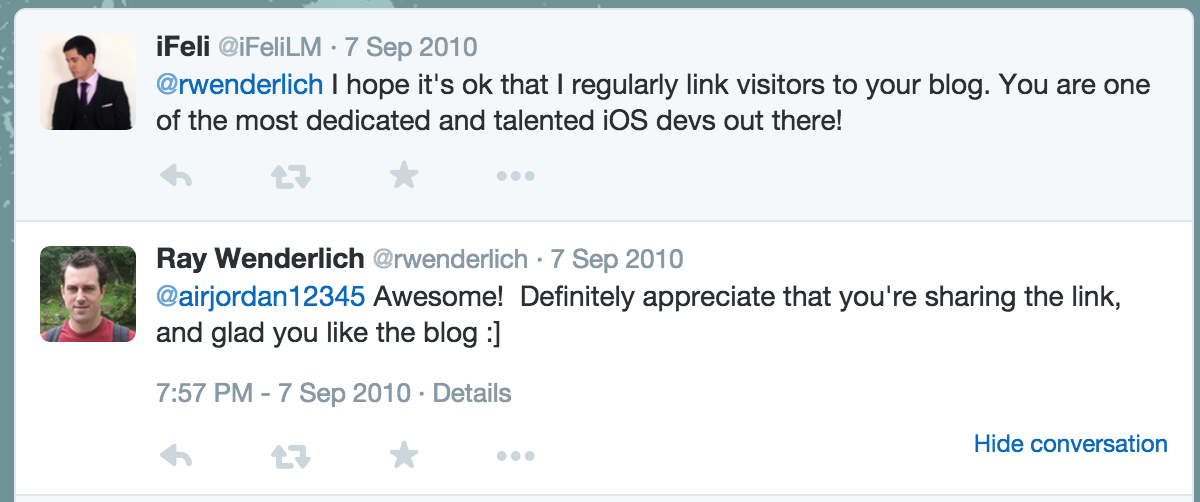 iFeli @iFeliLM · 7 Sep 2010
@rwenderlich I hope it's ok that I regularly link visitors to your blog. You are one
of the most dedicated and talented iOS devs out there!
Ray Wenderlich @rwenderlich · 7 Sep 2010
@airjordan12345 Awesome!  Definitely appreciate that you're sharing the link,
and glad you like the blog :]
7:57 PM - 7 Sep 2010 · Details
Hide conversation